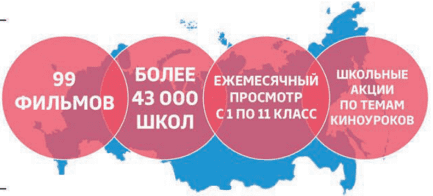 99
ФИЛЬМОВ
БОЛЕЕ
43 000
ШКОЛ
ЕЖЕМЕСЯЧНЫЙ
ПРОСМОТР
С 1 ПО 11 КЛАСС
ШКОЛЬНЫЕ
АКЦИИ
ПО ТЕМАМ
КИНОУРОКОВ